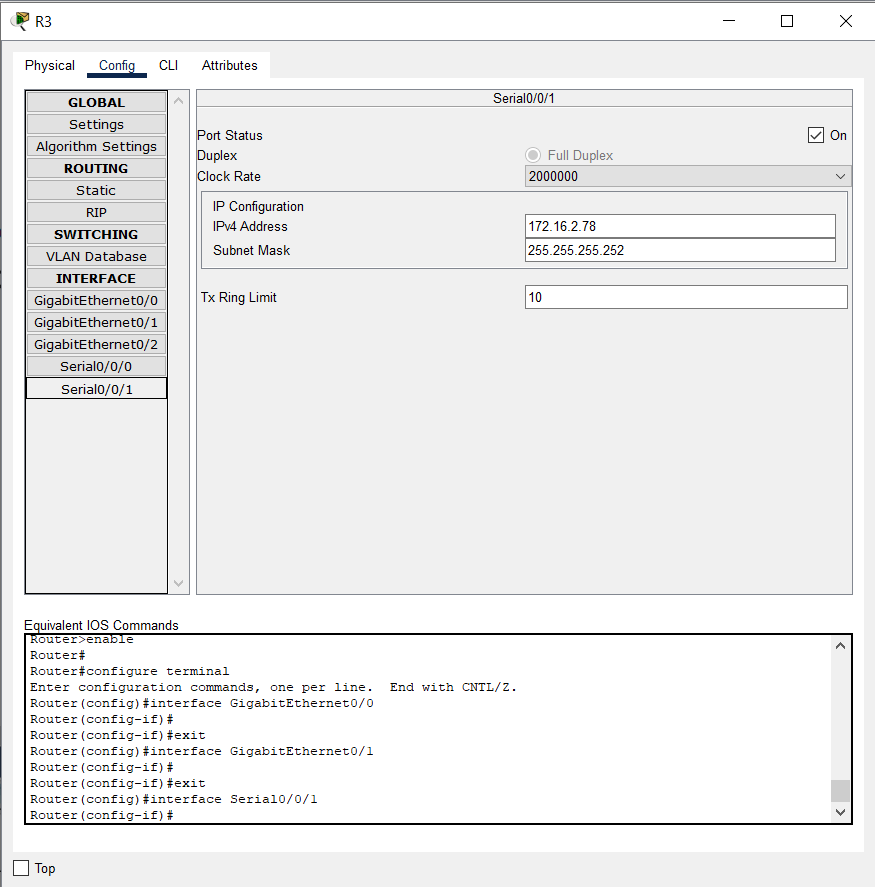 R3
Physical Config CLI Attributes
GLOBAL
Settings
Algorithm Settings
ROUTING
Static
RIP
SWITCHING
VLAN Database
INTERFACE
GigabitEthernet0/0
GigabitEthernet0/1
GigabitEthernet0/2
Serial0/0/0
Serial0/0/1
Serial0/0/1
Port Status On
Duplex Full Duplex
Clock Rate 2000000
IP Configuration
IPv4 Address 172.16.2.78
Subnet Mask 255.255.255.252
Tx Ring Limit 10
Equivalent IOS Commands
Router>enable
Router#
Router#configure terminal
Enter configuration commands, one per line.  End with CNTL/Z.
Router(config)#interface GigabitEthernet0/0
Router(config-if)#
Router(config-if)#exit
Router(config)#interface GigabitEthernet0/1
Router(config-if)#
Router(config-if)#exit
Router(config)#interface Serial0/0/1
Router(config-if)#
Top